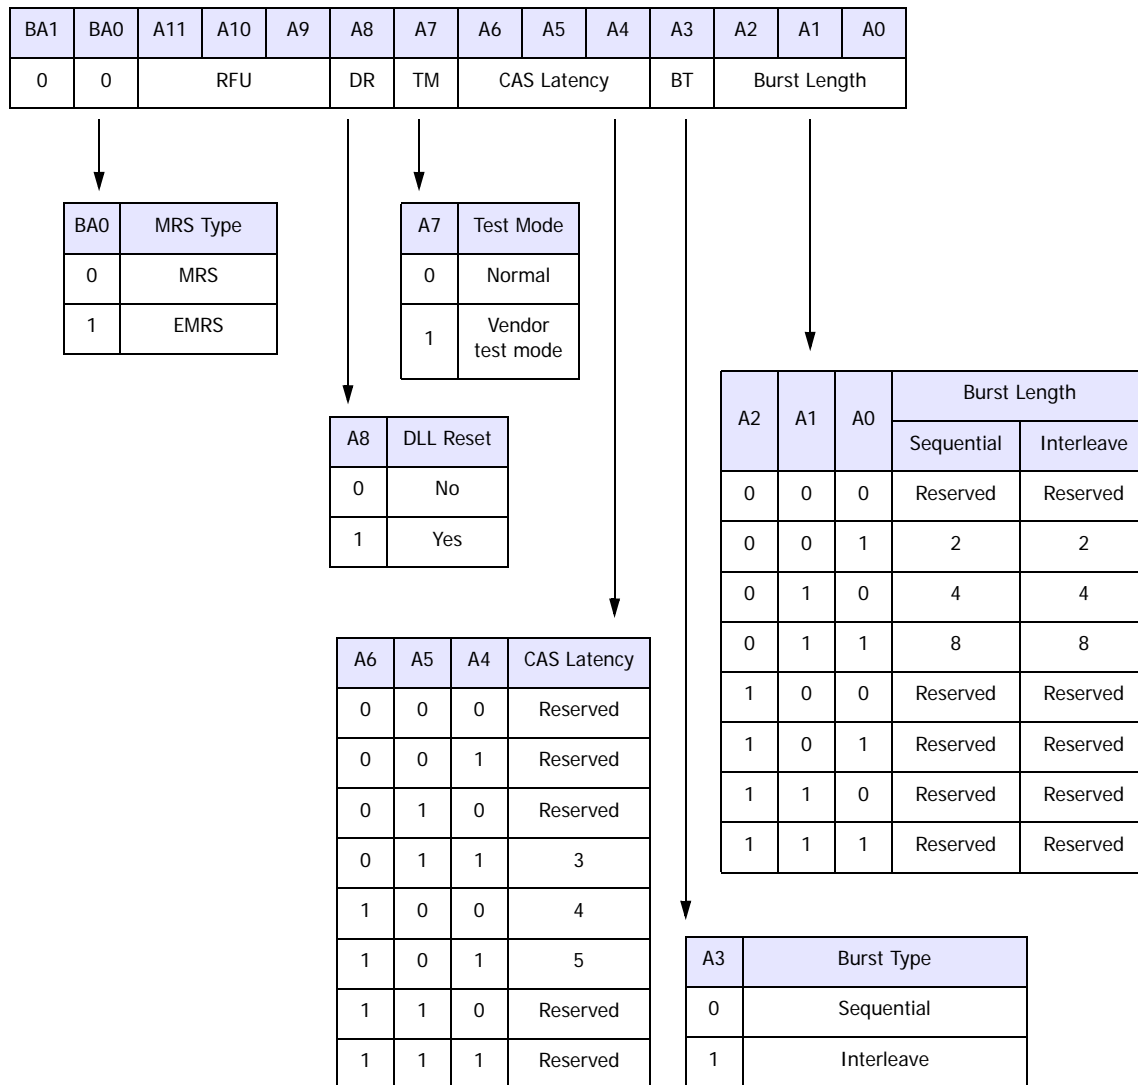 BA1 BA0 A11 A10 A9 A8 A7 A6 A5 A4 A3 A2 A1 A0
0 0 RFU DR TM CAS Latency BT Burst Length
BA0 MRS Type
0 MRS
1 EMRS
A7 Test Mode
0 Normal
1 Vendor
test mode
A8 DLL Reset
0 No
1 Yes
A2 A1 A0 Burst Length
Sequential Interleave
0 0 0 Reserved Reserved
0 0 1 2 2
0 1 0 4 4
0 1 1 8 8
1 0 0 Reserved Reserved
1 0 1 Reserved Reserved
1 1 0 Reserved Reserved
1 1 1 Reserved Reserved
A6 A5 A4 CAS Latency
0 0 0 Reserved
0 0 1 Reserved
0 1 0 Reserved
0 1 1 3
1 0 0 4
1 0 1 5
1 1 0 Reserved
1 1 1 Reserved
A3 Burst Type
0 Sequential
1 Interleave